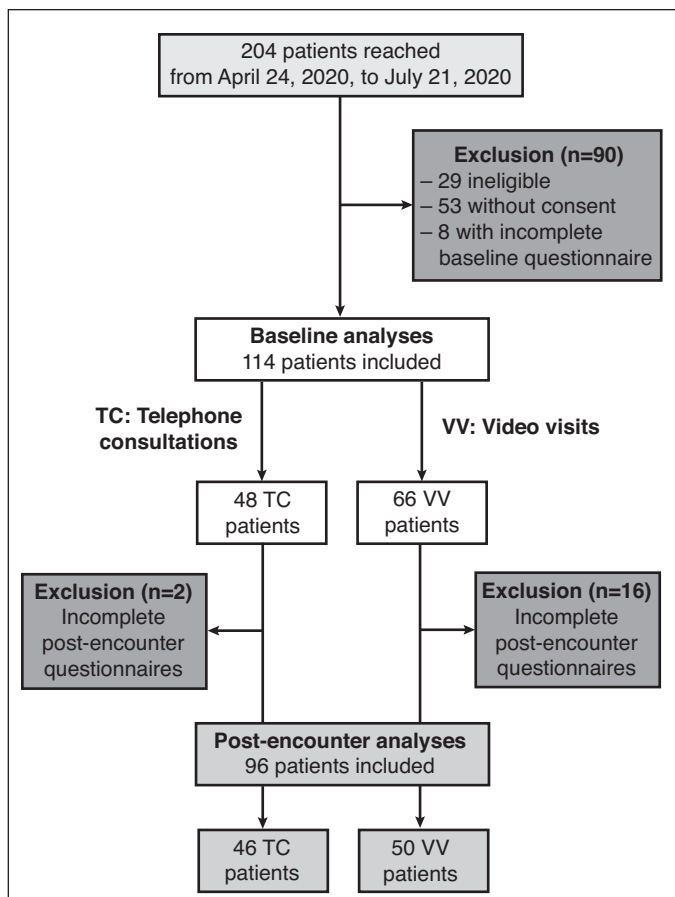 204 patients reached
from April 24, 2020, to July 21, 2020
Exclusion (n=90)
– 29 ineligible
– 53 without consent
– 8 with incomplete
baseline questionnaire
Baseline analyses
114 patients included
TC: Telephone
consultations
VV: Video visits
48 TC
patients
66 VV
patients
Exclusion (n=2)
Incomplete
post-encounter
questionnaires
Exclusion (n=16)
Incomplete
post-encounter
questionnaires
Post-encounter analyses
96 patients included
46 TC
patients
50 VV
patients